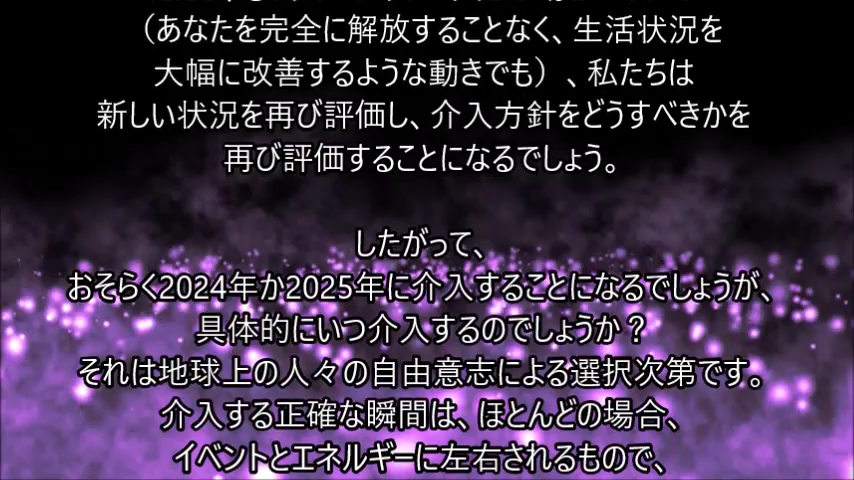 （あなたを完全に解放することなく、生活状況を
大幅に改善するような動きでも）、私たちは
新しい状況を再び評価し、介入方針をどうすべきかを
再び評価することになるでしょう。
したがって、
おそらく2024年か2025年に介入することになるでしょうが、
具体的にいつ介入するのでしょうか？
それは地球上の人々の自由意志による選択次第です。
介入する正確な瞬間は、ほとんどの場合、
イベントとエネルギーに左右されるもので、